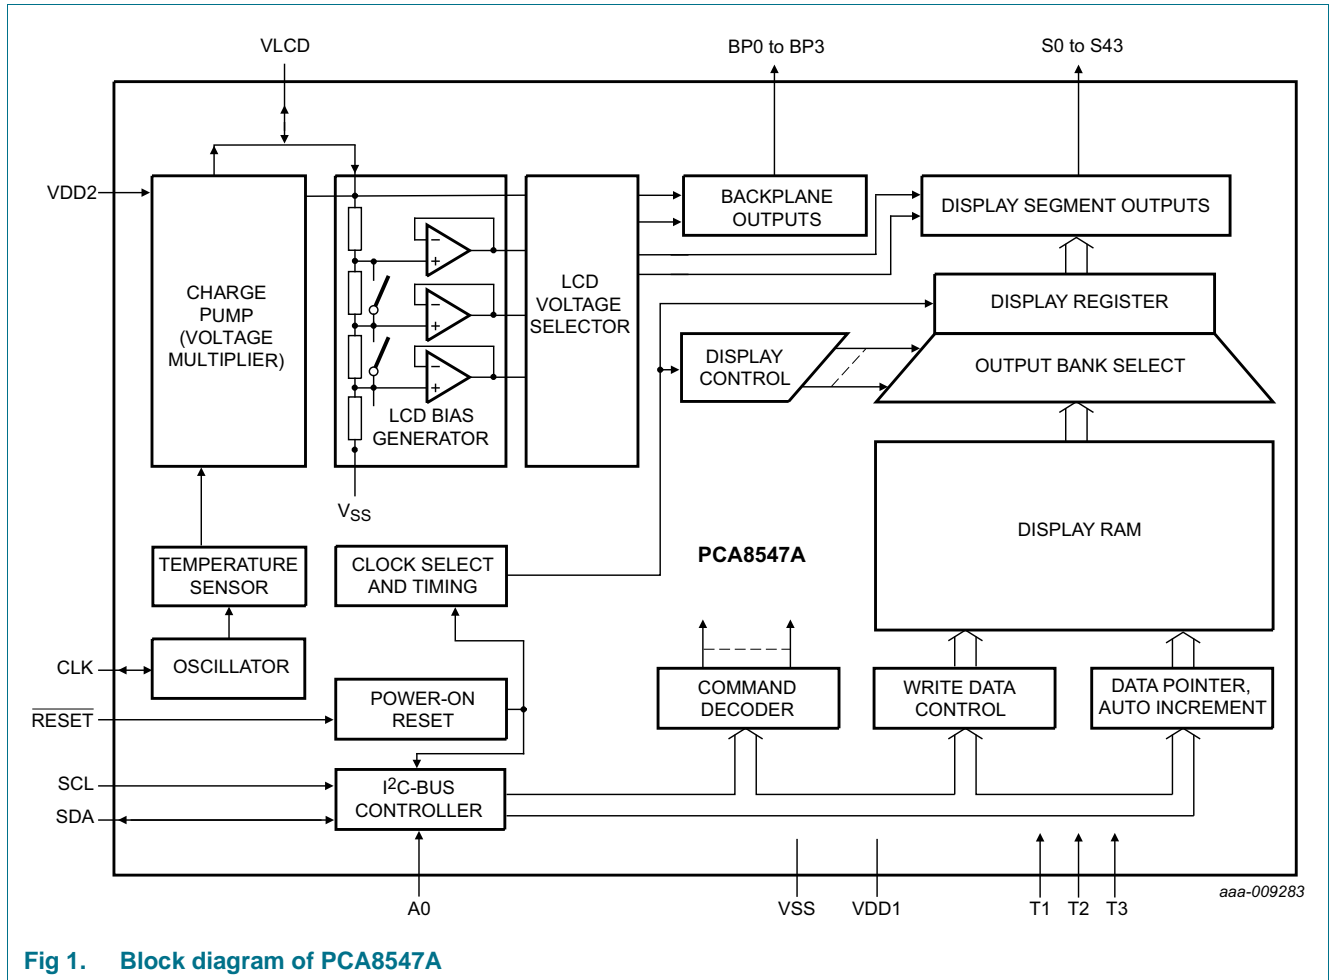 VLCD
BP0 to BP3
S0 to S43
VDD2
CHARGE
PUMP
(VOLTAGE
MULTIPLIER)
−
+
−
+
−
+
LCD BIAS
GENERATOR
LCD
VOLTAGE
SELECTOR
BACKPLANE
OUTPUTS
DISPLAY SEGMENT OUTPUTS
DISPLAY REGISTER
DISPLAY
CONTROL
OUTPUT BANK SELECT
VSS
DISPLAY RAM
PCA8547A
TEMPERATURE
SENSOR
CLOCK SELECT
AND TIMING
CLK
OSCILLATOR
RESET
POWER-ON
RESET
COMMAND
DECODER
WRITE DATA
CONTROL
DATA POINTER,
AUTO INCREMENT
SCL
SDA
I2C-BUS
CONTROLLER
A0
VSS
VDD1
T1
T2
T3
aaa-009283
Fig 1. Block diagram of PCA8547A